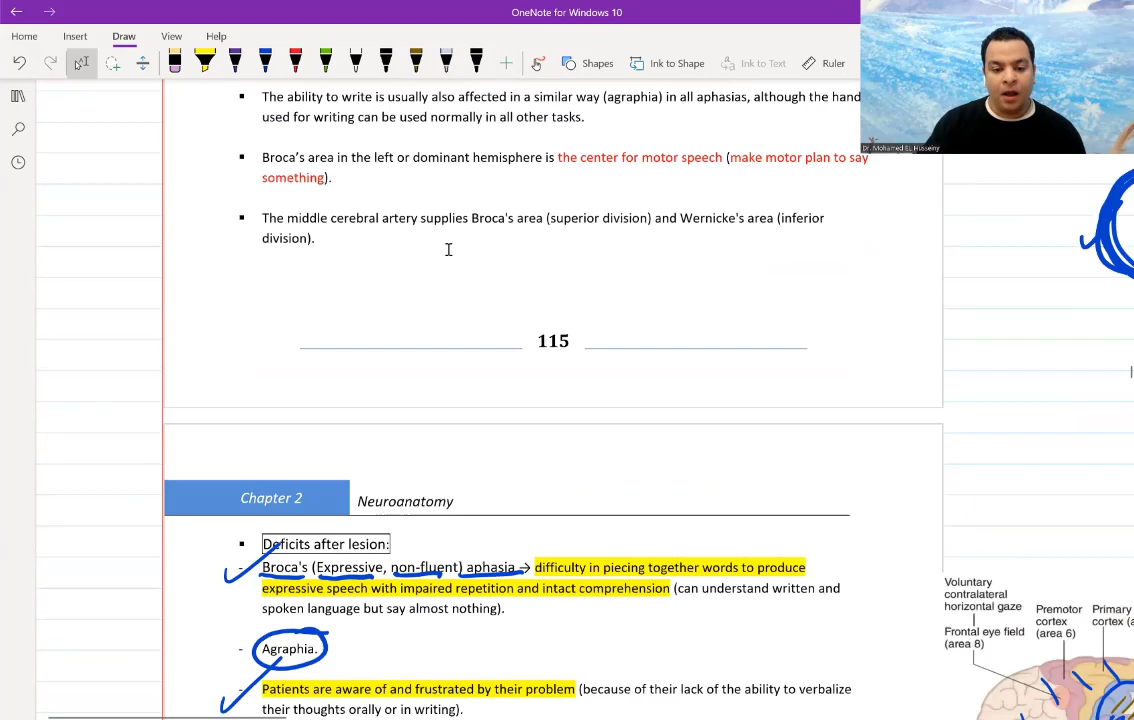 OneNote for Windows 10
Home Insert Draw View Help
Shapes Ink to Shape Ink to Text Ruler
Dr. Mohamed EL Husseiny
▪ The ability to write is usually also affected in a similar way (agraphia) in all aphasias, although the hand
used for writing can be used normally in all other tasks.
▪ Broca's area in the left or dominant hemisphere is the center for motor speech (make motor plan to say
something).
▪ The middle cerebral artery supplies Broca's area (superior division) and Wernicke's area (inferior
division).
115
Chapter 2 Neuroanatomy
▪ Deficits after lesion:
- Broca's (Expressive, non-fluent) aphasia → difficulty in piecing together words to produce
expressive speech with impaired repetition and intact comprehension (can understand written and
spoken language but say almost nothing).
- Agraphia.
- Patients are aware of and frustrated by their problem (because of their lack of the ability to verbalize
their thoughts orally or in writing).
Voluntary
contralateral
horizontal gaze
Frontal eye field
(area 8)
Premotor
cortex
(area 6)
Primary
cortex (